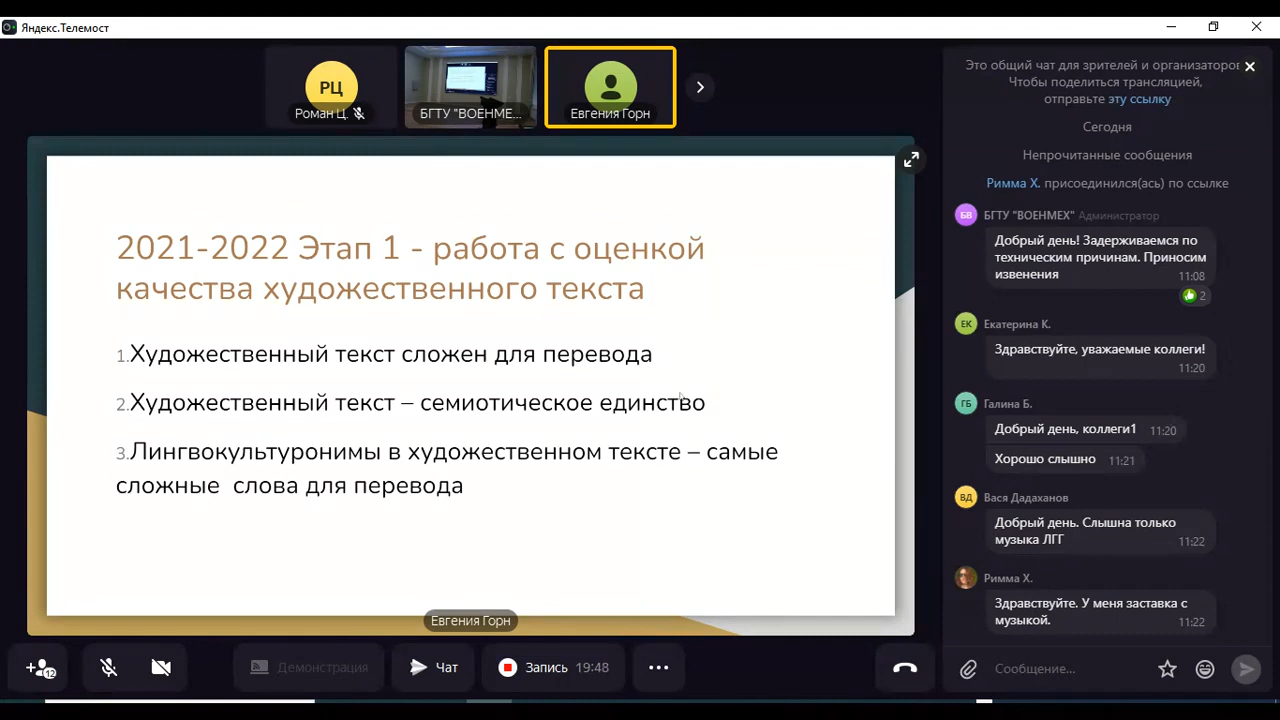 Яндекс.Телемост
РЦ
Роман Ц.
БГТУ "ВОЕНМЕ...
Евгения Горн
2021-2022 Этап 1 - работа с оценкой
качества художественного текста
1.Художественный текст сложен для перевода
2.Художественный текст – семиотическое единство
3.Лингвокультуронимы в художественном тексте – самые
сложные слова для перевода
Евгения Горн
12
Демонстрация
Чат
Запись 19:48
Это общий чат для зрителей и организаторо
Чтобы поделиться трансляцией,
отправьте эту ссылку
Сегодня
Непрочитанные сообщения
Римма Х. присоединился(ась) по ссылке
БВ БГТУ "ВОЕНМЕХ" Администратор
Добрый день! Задерживаемся по
техническим причинам. Приносим
извенения 11:08
2
ЕК Екатерина К.
Здравствуйте, уважаемые коллеги!
11:20
ГБ Галина Б.
Добрый день, коллеги1 11:20
Хорошо слышно 11:21
ВД Вася Дадаханов
Добрый день. Слышна только
музыка ЛГГ 11:22
Римма Х.
Здравствуйте. У меня заставка с
музыкой. 11:22
Сообщение...